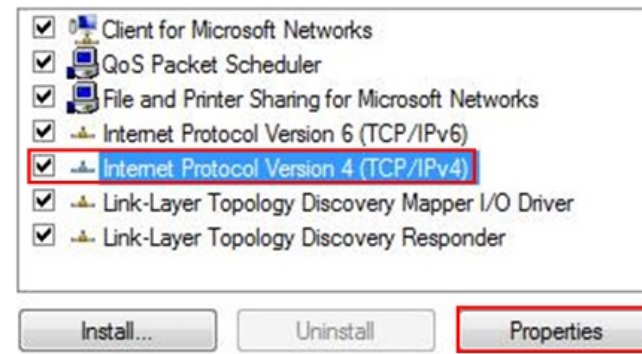 Client for Microsoft Networks
QoS Packet Scheduler
File and Printer Sharing for Microsoft Networks
Internet Protocol Version 6 (TCP/IPv6)
Internet Protocol Version 4 (TCP/IPv4)
Link-Layer Topology Discovery Mapper I/O Driver
Link-Layer Topology Discovery Responder
Install... Uninstall Properties